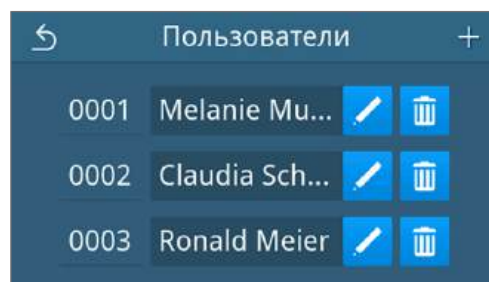 Пользователи
0001 Melanie Mu...
0002 Claudia Sch...
0003 Ronald Meier